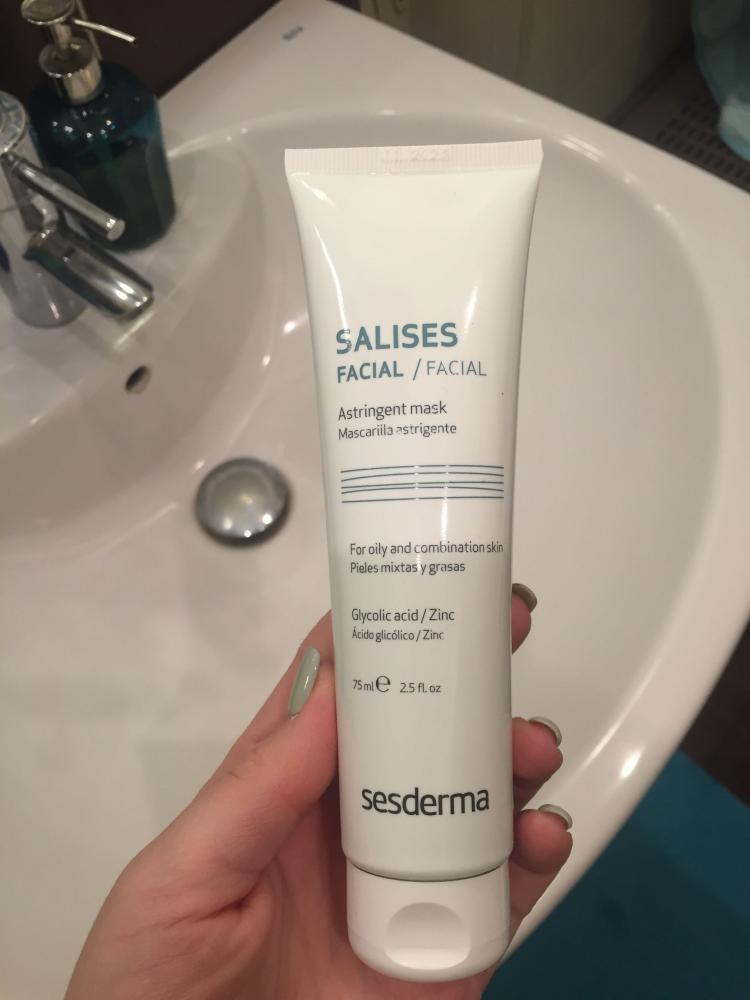 SALISES
FACIAL / FACIAL
Astringent mask
Mascarilla astrigente
For oily and combination skin
Pieles mixtas y grasas
Glycolic acid / Zinc
Ácido glicólico / Zinc
75 ml e 2.5 fl. oz
sesderma